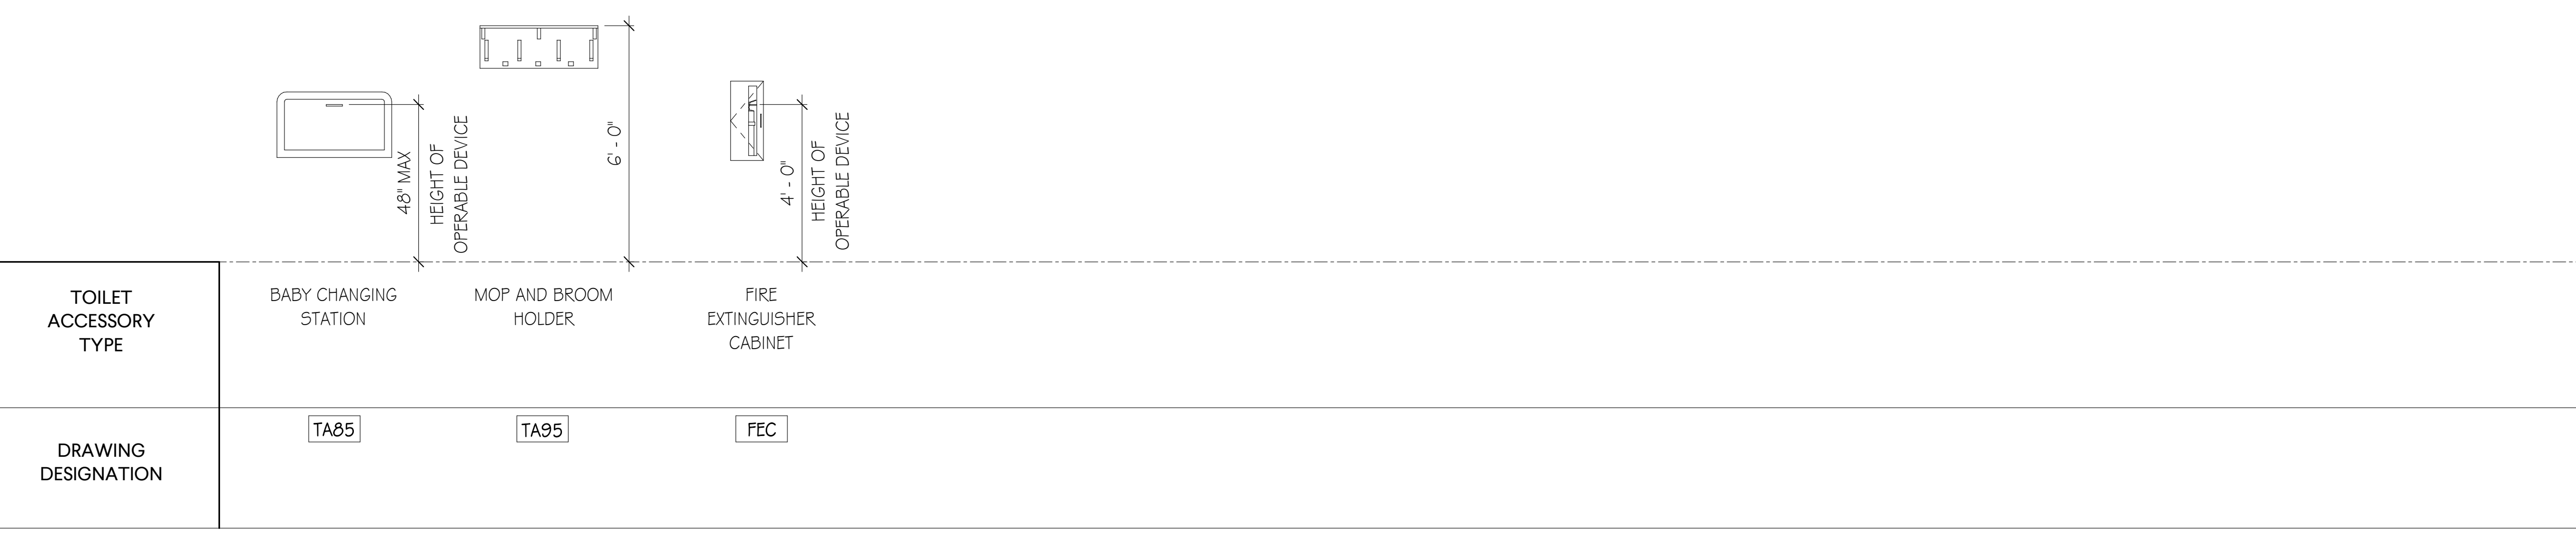 48" MAX
HEIGHT OF
OPERABLE DEVICE
6' - 0"
4' - 0"
HEIGHT OF
OPERABLE DEVICE
TOILET
ACCESSORY
TYPE
BABY CHANGING
STATION
MOP AND BROOM
HOLDER
FIRE
EXTINGUISHER
CABINET
DRAWING
DESIGNATION
TA85
TA95
FEC